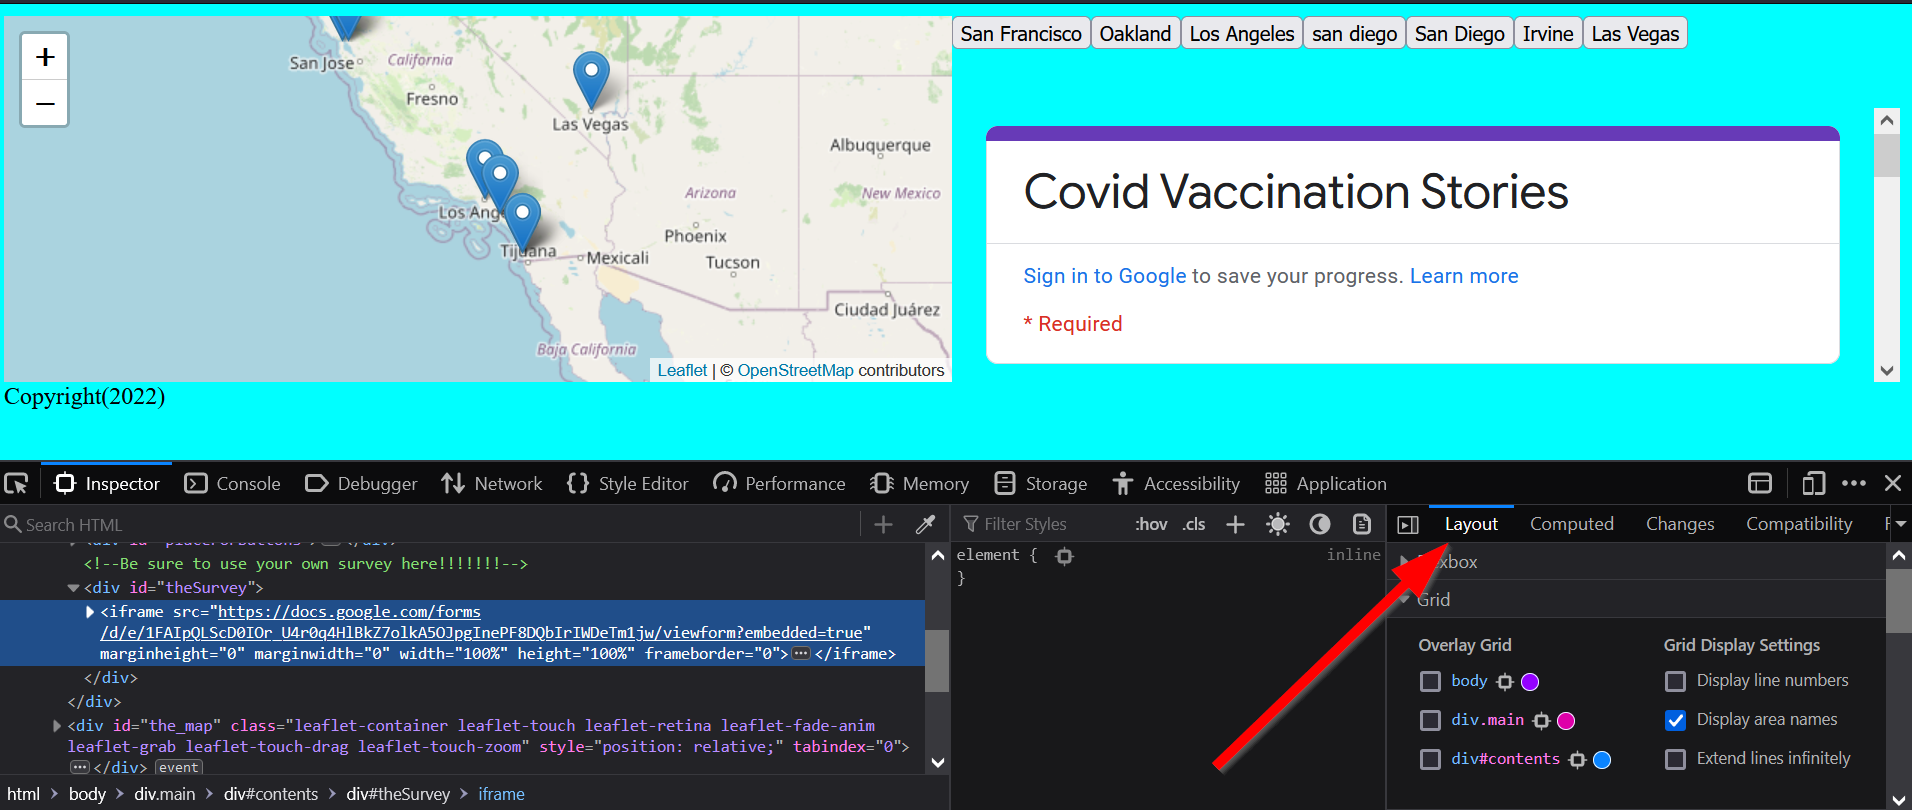 San Francisco Oakland Los Angeles san diego San Diego Irvine Las Vegas
+
−
San Jose
California
Fresno
Las Vegas
Albuquerque
Arizona
New Mexico
Los Ang
Phoenix
Tijuana
Mexicali
Tucson
Ciudad Juárez
Baja California
Leaflet | © OpenStreetMap contributors
Copyright(2022)
Covid Vaccination Stories
Sign in to Google to save your progress. Learn more
* Required
Inspector Console Debugger Network Style Editor Performance Memory Storage Accessibility Application
Search HTML
<!--Be sure to use your own survey here!!!!!!!-->
<div id="theSurvey">
<iframe src="https://docs.google.com/forms
/d/e/1FAIpQLScD0IOr_U4r0q4HlBkZ7olkA5OJpgInePF8DQbIrIWDeTm1jw/viewform?embedded=true"
marginheight="0" marginwidth="0" width="100%" height="100%" frameborder="0"></iframe>
</div>
</div>
<div id="the_map" class="leaflet-container leaflet-touch leaflet-retina leaflet-fade-anim
leaflet-grab leaflet-touch-drag leaflet-touch-zoom" style="position: relative;" tabindex="0">
</div> event
html > body > div.main > div#contents > div#theSurvey > iframe
Filter Styles :hov .cls +
element { inline
}
Layout Computed Changes Compatibility
xbox
Grid
Overlay Grid
body
div.main
div#contents
Grid Display Settings
Display line numbers
Display area names
Extend lines infinitely